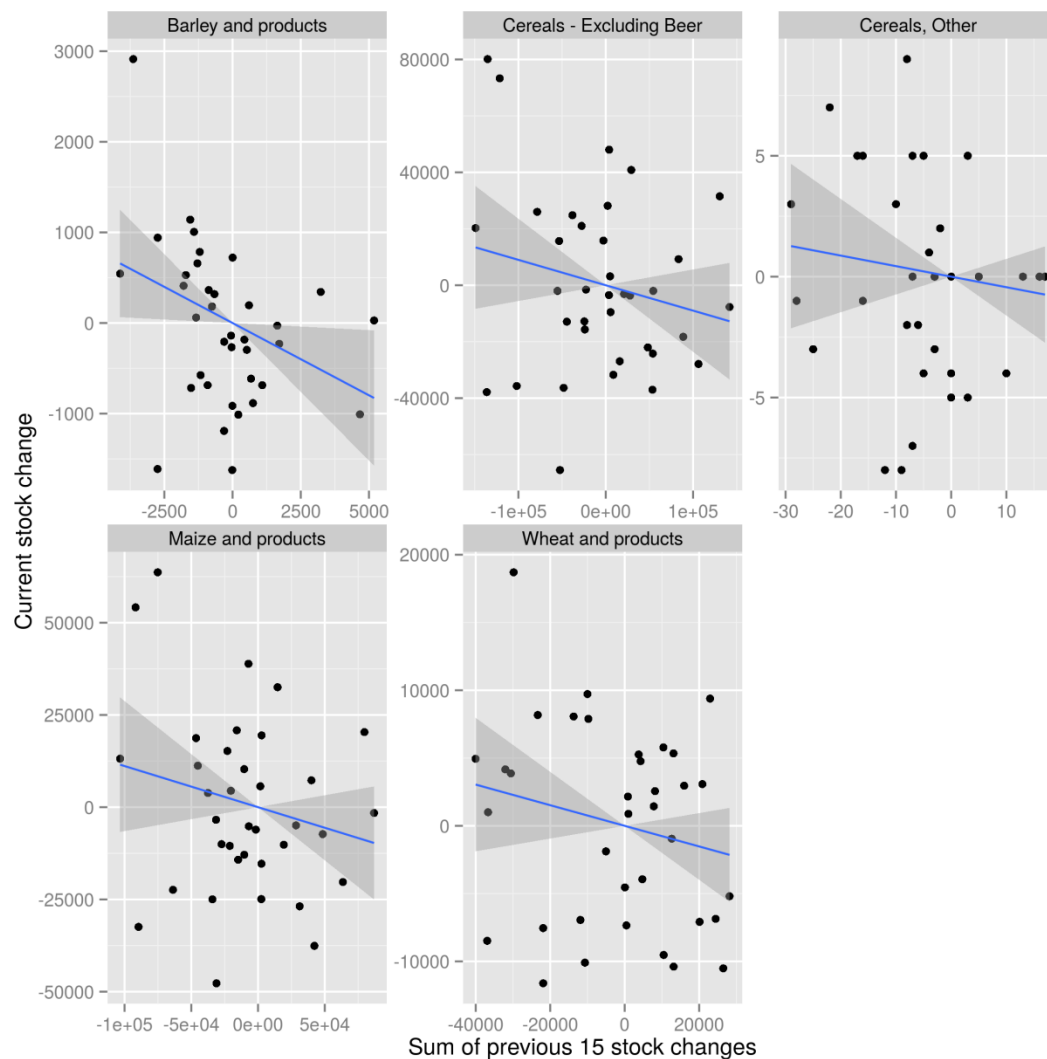 Barley and products
Cereals - Excluding Beer
Cereals, Other
3000
2000
1000
0
-1000
80000
40000
0
-40000
5
0
-5
-2500 0 2500 5000
-1e+05 0e+00 1e+05
-30 -20 -10 0 10
Maize and products
Wheat and products
50000
25000
0
-25000
-50000
20000
10000
0
-10000
-1e+05 -5e+04 0e+00 5e+04
-40000 -20000 0 20000
Current stock change
Sum of previous 15 stock changes